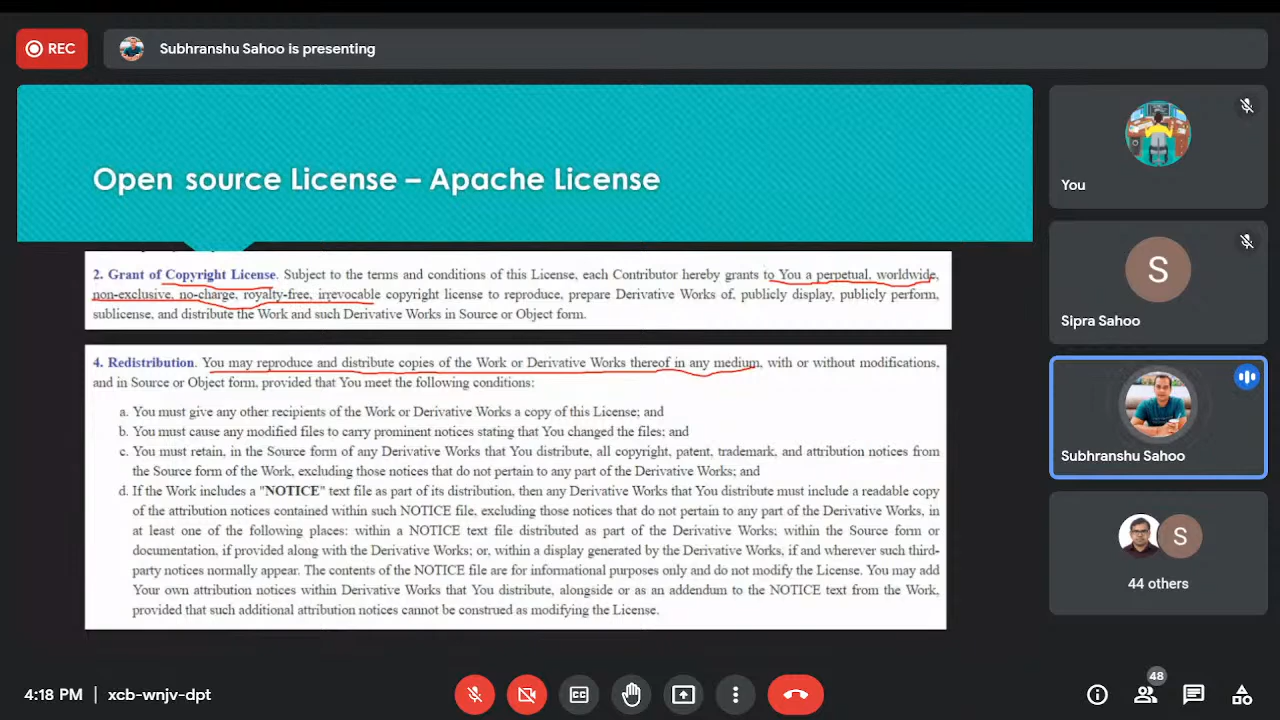 REC
Subhranshu Sahoo is presenting
Open source License – Apache License
2. Grant of Copyright License. Subject to the terms and conditions of this License, each Contributor hereby grants to You a perpetual, worldwide,
non-exclusive, no-charge, royalty-free, irrevocable copyright license to reproduce, prepare Derivative Works of, publicly display, publicly perform,
sublicense, and distribute the Work and such Derivative Works in Source or Object form.
4. Redistribution. You may reproduce and distribute copies of the Work or Derivative Works thereof in any medium, with or without modifications,
and in Source or Object form, provided that You meet the following conditions:
a. You must give any other recipients of the Work or Derivative Works a copy of this License; and
b. You must cause any modified files to carry prominent notices stating that You changed the files; and
c. You must retain, in the Source form of any Derivative Works that You distribute, all copyright, patent, trademark, and attribution notices from
the Source form of the Work, excluding those notices that do not pertain to any part of the Derivative Works; and
d. If the Work includes a "NOTICE" text file as part of its distribution, then any Derivative Works that You distribute must include a readable copy
of the attribution notices contained within such NOTICE file, excluding those notices that do not pertain to any part of the Derivative Works, in
at least one of the following places: within a NOTICE text file distributed as part of the Derivative Works; within the Source form or
documentation, if provided along with the Derivative Works; or, within a display generated by the Derivative Works, if and wherever such third-
party notices normally appear. The contents of the NOTICE file are for informational purposes only and do not modify the License. You may add
Your own attribution notices within Derivative Works that You distribute, alongside or as an addendum to the NOTICE text from the Work,
provided that such additional attribution notices cannot be construed as modifying the License.
You
S
Sipra Sahoo
Subhranshu Sahoo
S
44 others
4:18 PM | xcb-wnjv-dpt
CC
48